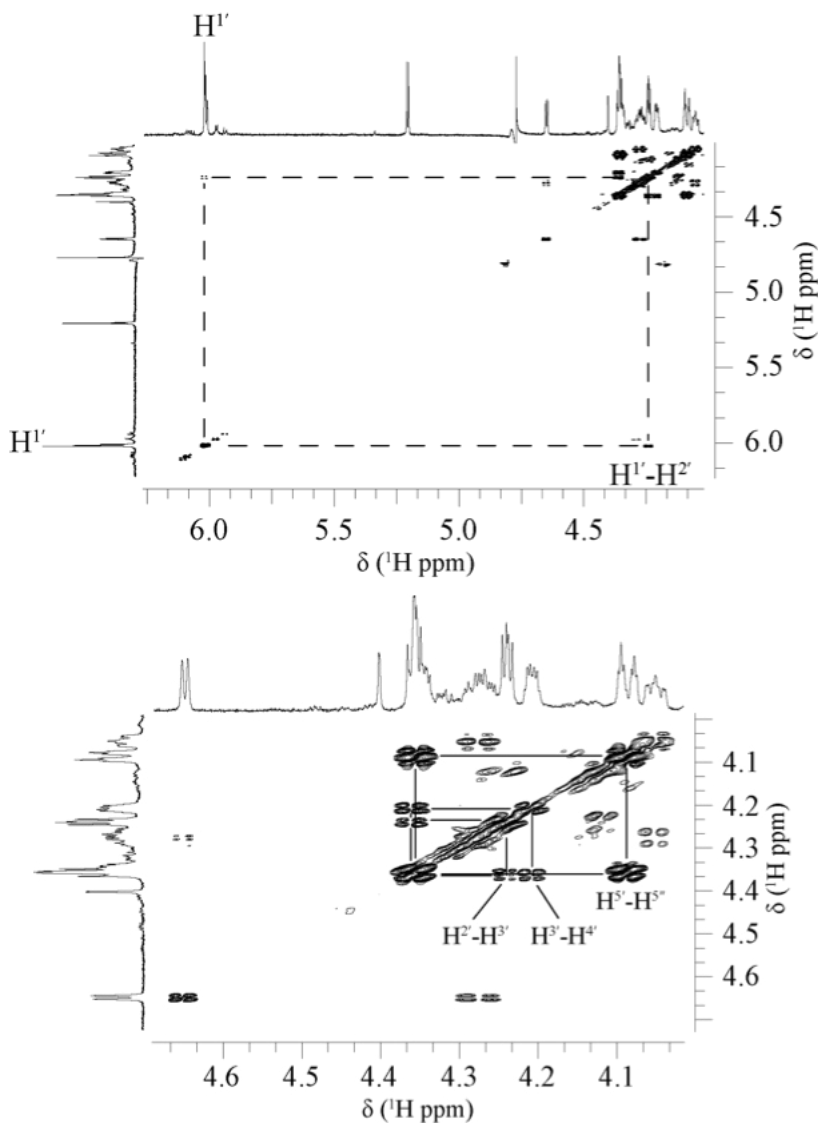 H1′
4.5
5.0
5.5
6.0
δ (¹H ppm)
H1′
H1′-H2′
6.0 5.5 5.0 4.5
δ (¹H ppm)
4.1
4.2
4.3
4.4
4.5
4.6
δ (¹H ppm)
H2′-H3′ H3′-H4′ H5′-H5″
4.6 4.5 4.4 4.3 4.2 4.1
δ (¹H ppm)